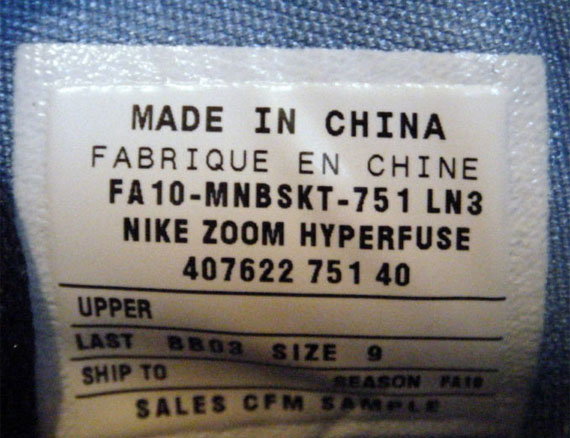 MADE IN CHINA
FABRIQUE EN CHINE
FA10-MNBSKT-751 LN3
NIKE ZOOM HYPERFUSE
407622 751 40
UPPER
LAST BB03 SIZE 9
SHIP TO SEASON FA10
SALES CFM SAMPLE